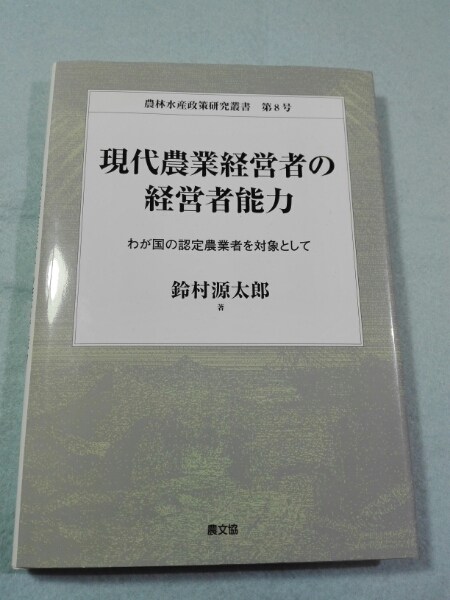 農林水産政策研究叢書 第8号
現代農業経営者の
経営者能力
わが国の認定農業者を対象として
鈴村源太郎
著
農文協